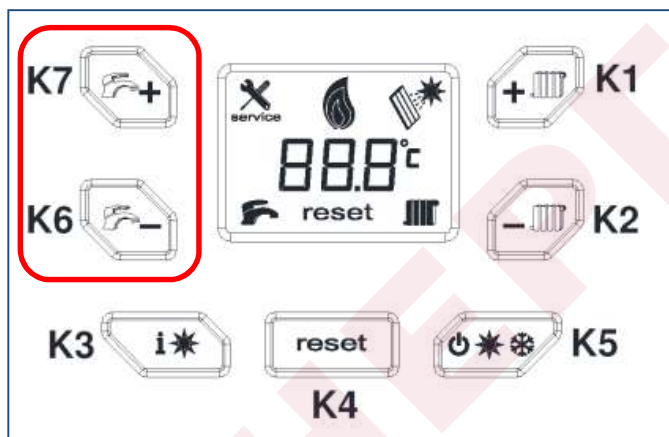 K7 + + K1
service
88.8°c
K6 - - K2
reset
K3 i reset K5
K4